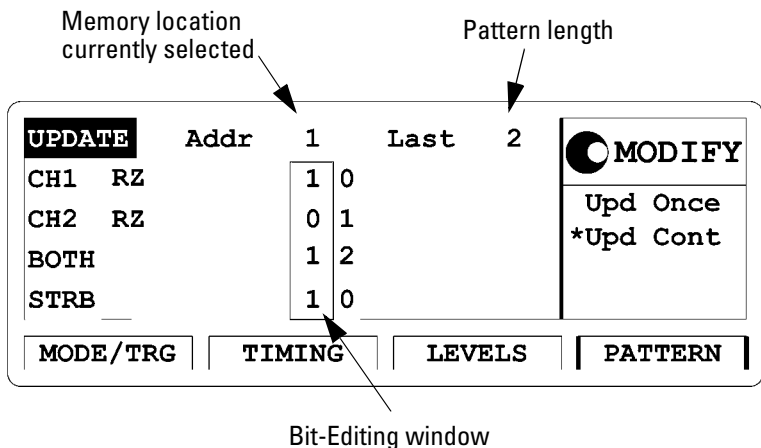 Memory location
currently selected
Pattern length
UPDATE Addr 1 Last 2
MODIFY
CH1 RZ 1 0
CH2 RZ 0 1
BOTH 1 2
STRB 1 0
Upd Once
*Upd Cont
MODE/TRG TIMING LEVELS PATTERN
Bit-Editing window